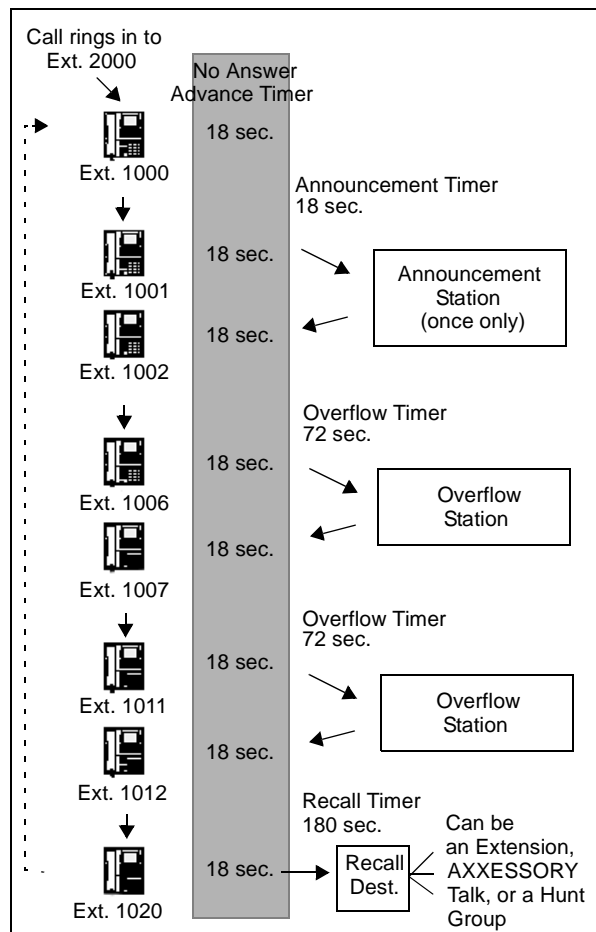 Call rings in to
Ext. 2000
No Answer
Advance Timer
18 sec.
Ext. 1000
Announcement Timer
18 sec.
18 sec.
Ext. 1001
Announcement
Station
(once only)
18 sec.
Ext. 1002
Overflow Timer
72 sec.
18 sec.
Ext. 1006
Overflow
Station
18 sec.
Ext. 1007
Overflow Timer
72 sec.
18 sec.
Ext. 1011
Overflow
Station
18 sec.
Ext. 1012
Recall Timer
180 sec.
18 sec.
Ext. 1020
Recall
Dest.
Can be
an Extension,
AXXESSORY
Talk, or a Hunt
Group